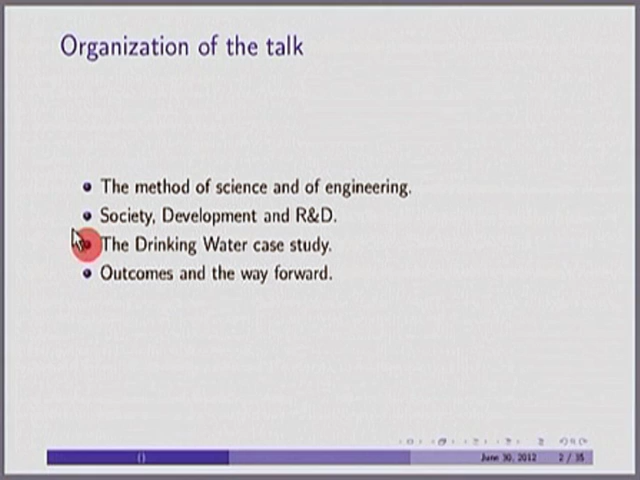 Organization of the talk
The method of science and of engineering.
Society, Development and R&D.
The Drinking Water case study.
Outcomes and the way forward.
()
June 30, 2012
2 / 35